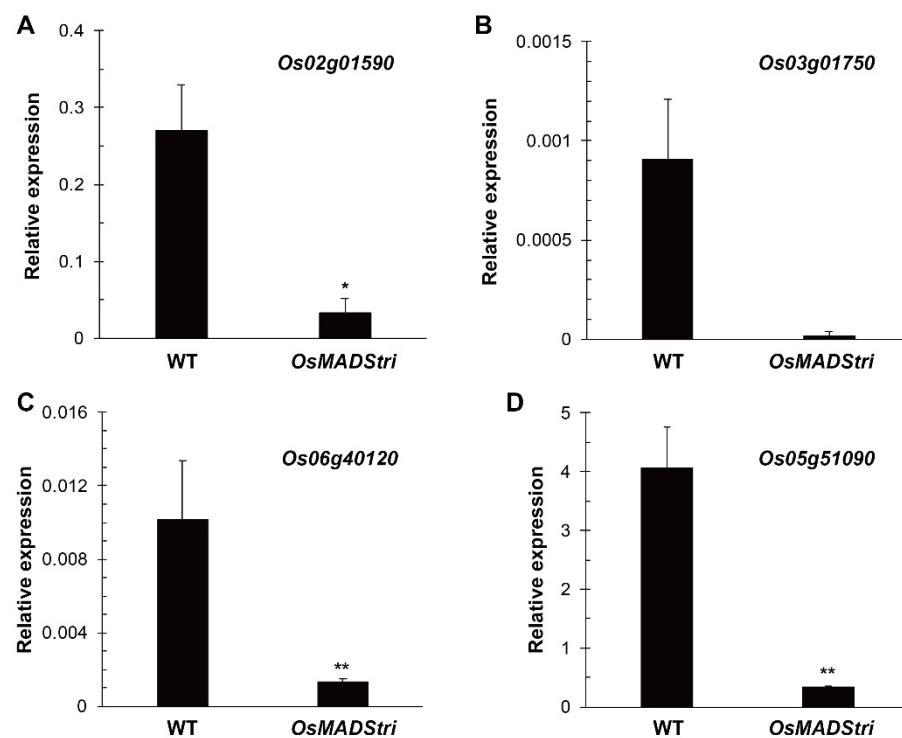 A
Os02g01590
Relative expression
0.4
0.3
0.2
0.1
0
*
WT
OsMADStri
B
Os03g01750
Relative expression
0.0015
0.001
0.0005
0
WT
OsMADStri
C
Os06g40120
Relative expression
0.016
0.012
0.008
0.004
0
**
WT
OsMADStri
D
Os05g51090
Relative expression
5
4
3
2
1
0
**
WT
OsMADStri